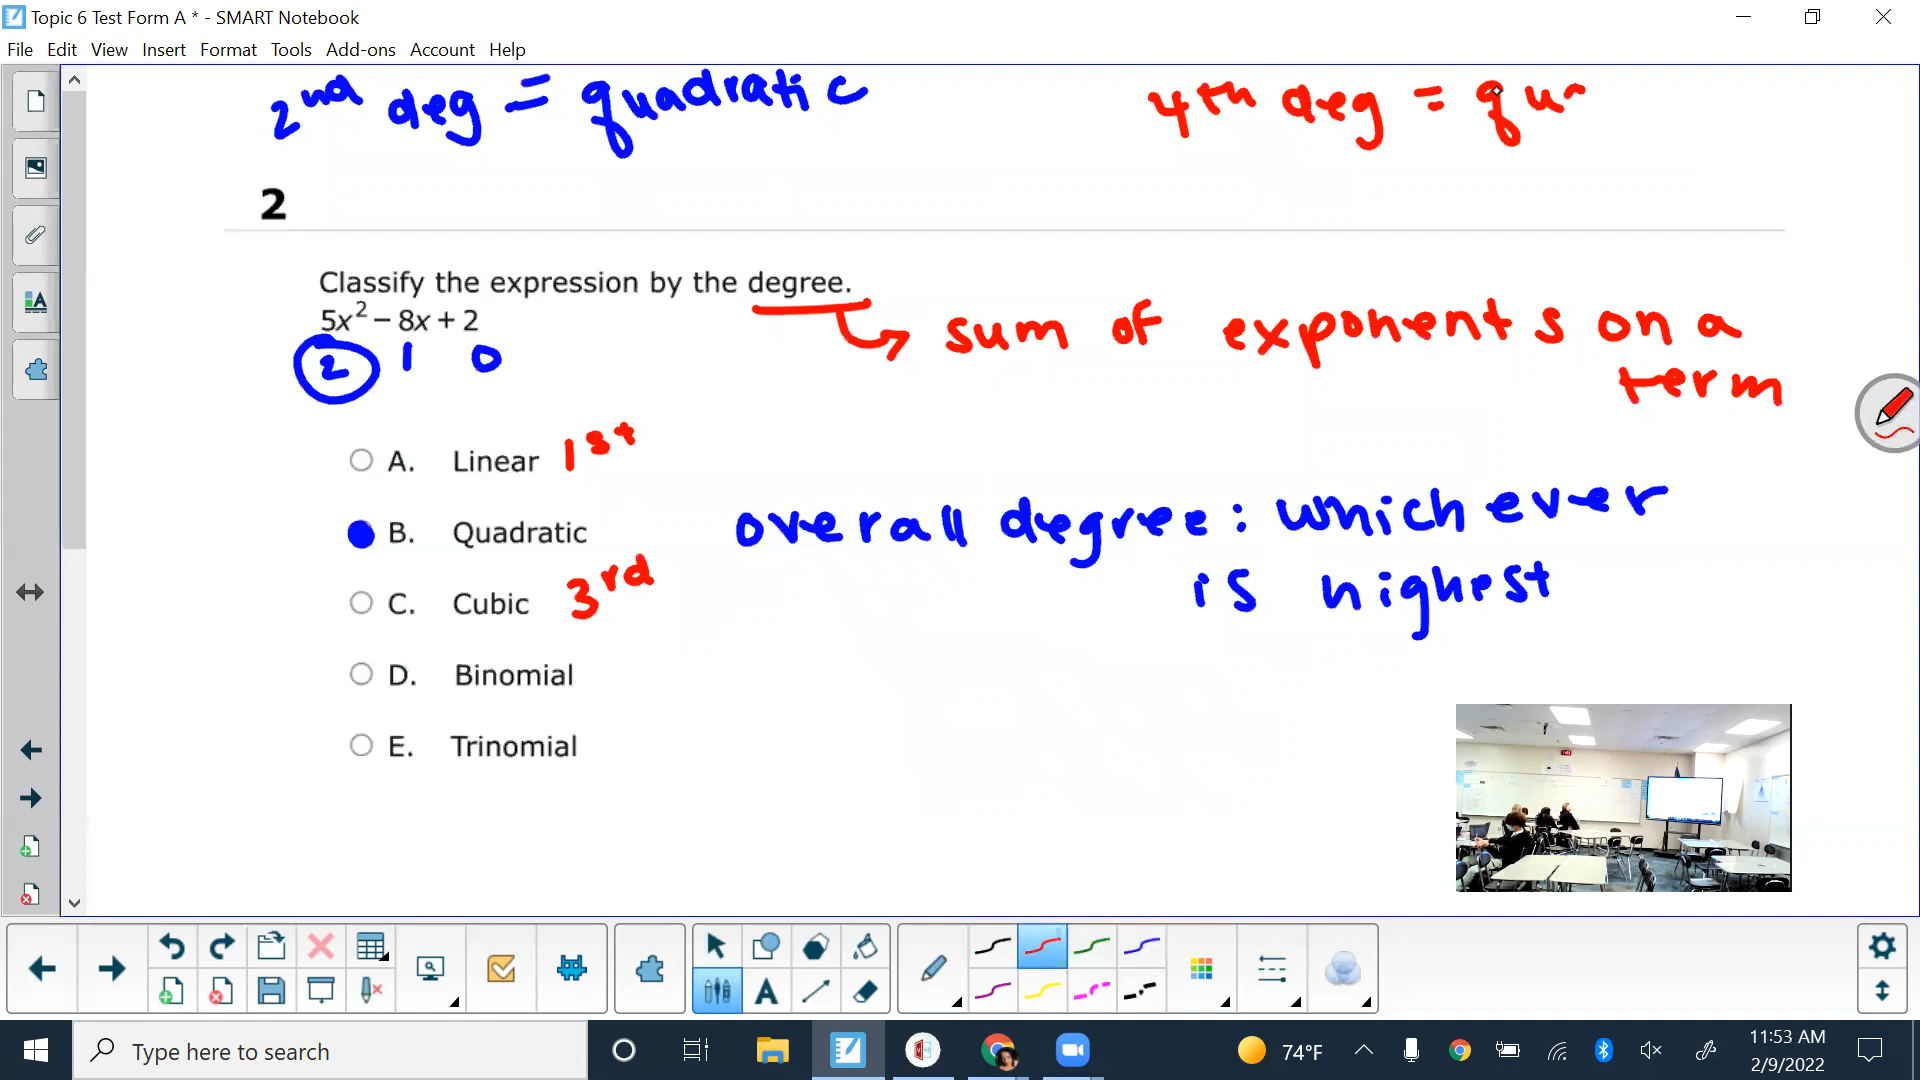 Topic 6 Test Form A * - SMART Notebook
File Edit View Insert Format Tools Add-ons Account Help
2nd deg = quadratic
4th deg = qu
2
Classify the expression by the degree.
5x² − 8x + 2
sum of exponents on a
term
2 1 0
A. Linear 1st
B. Quadratic
overall degree: which ever
is highest
C. Cubic 3rd
D. Binomial
E. Trinomial
Type here to search
74°F
11:53 AM
2/9/2022